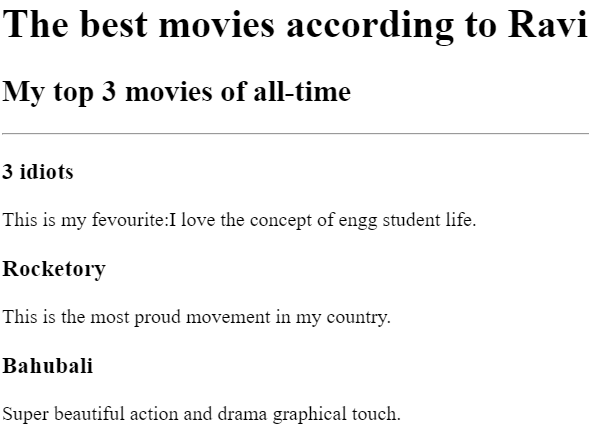 The best movies according to Ravi
My top 3 movies of all-time
3 idiots
This is my fevourite:I love the concept of engg student life.
Rocketory
This is the most proud movement in my country.
Bahubali
Super beautiful action and drama graphical touch.